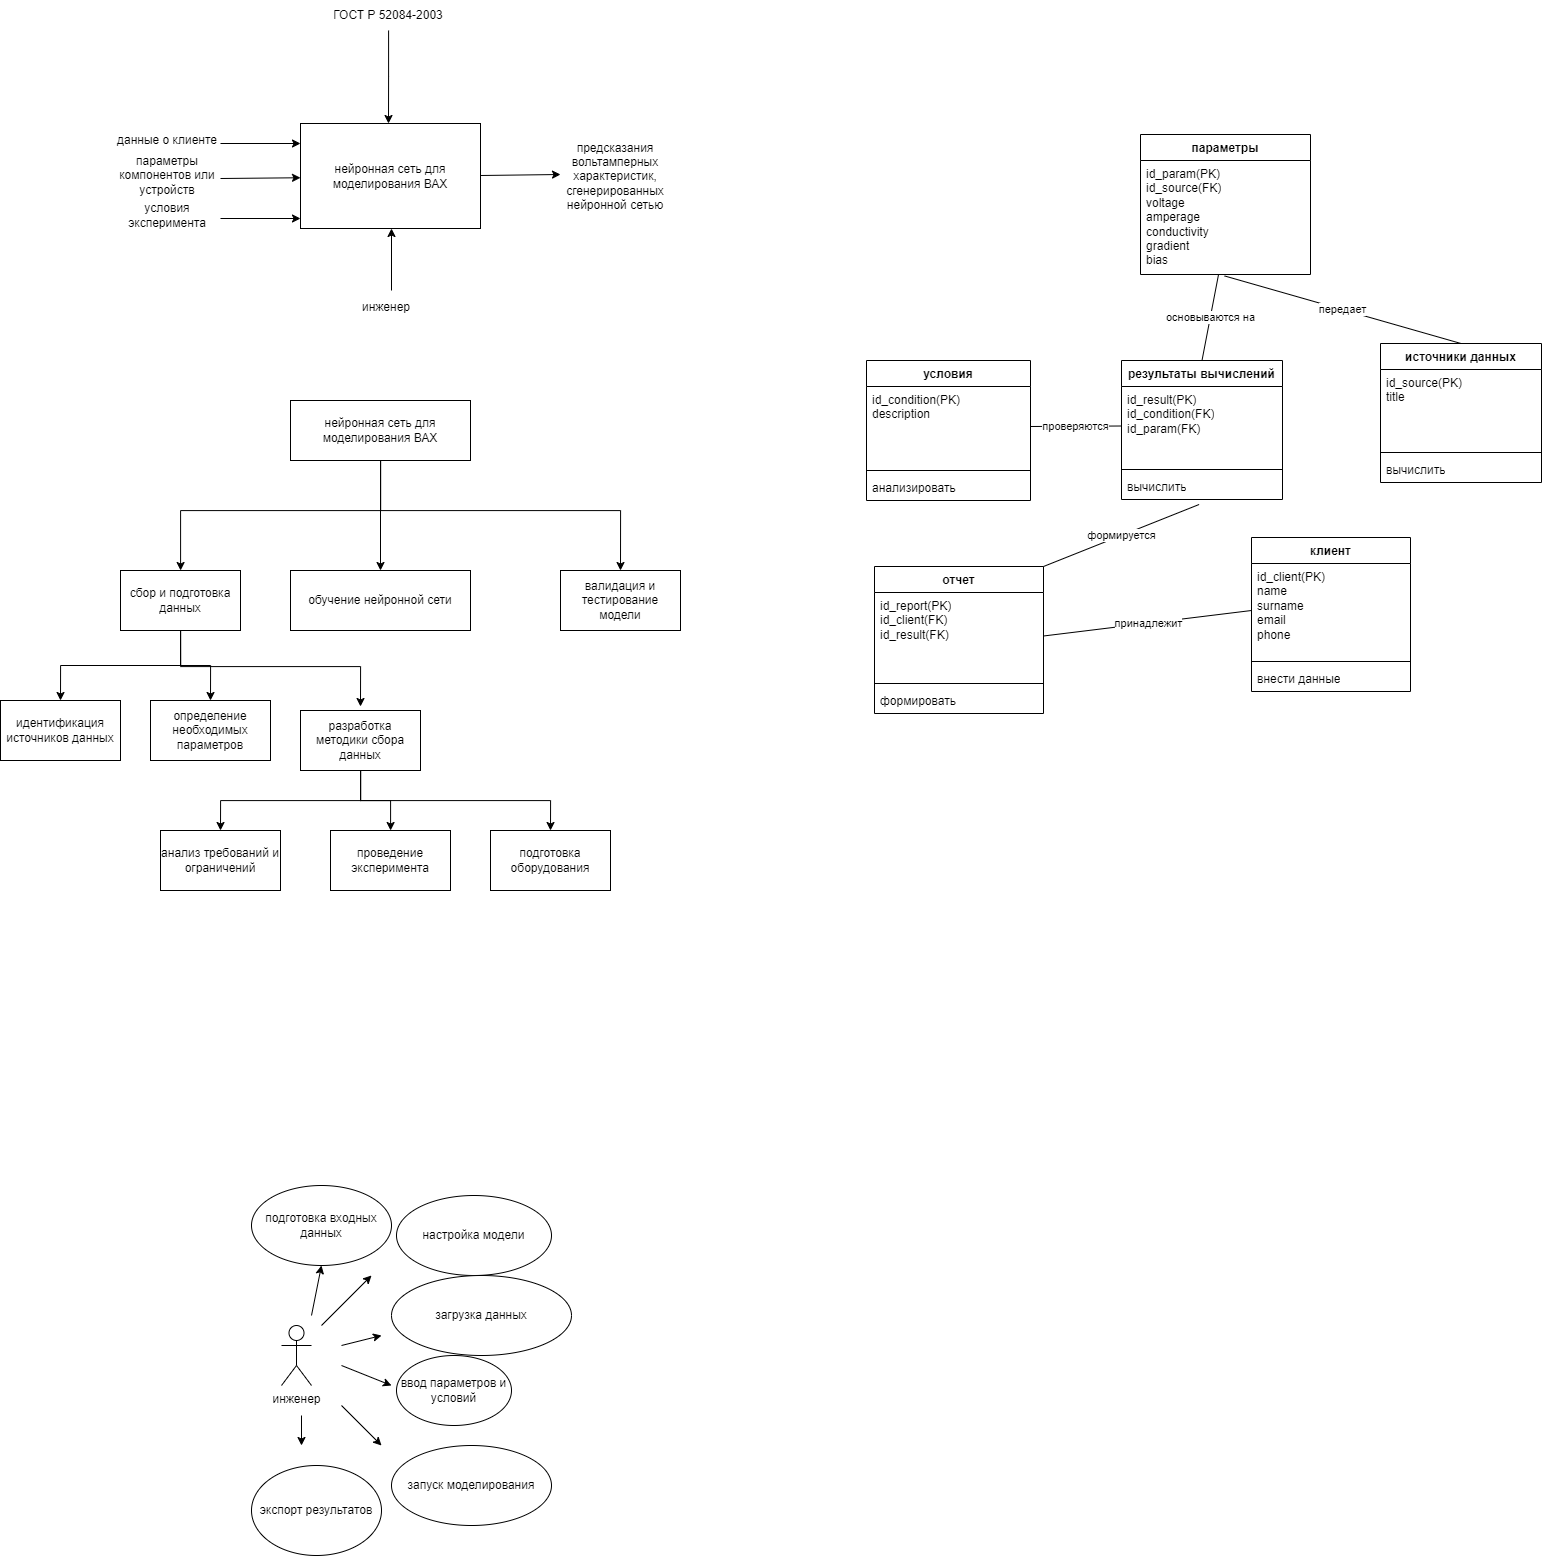 ГОСТ Р 52084-2003
данные о клиенте
параметры
компонентов или
устройств
условия
эксперимента
нейронная сеть для
моделирования ВАХ
предсказания
вольтамперных
характеристик,
сгенерированных
нейронной сетью
инженер
нейронная сеть для
моделирования ВАХ
сбор и подготовка
данных
обучение нейронной сети
валидация и
тестирование
модели
идентификация
источников данных
определение
необходимых
параметров
разработка
методики сбора
данных
анализ требований и
ограничений
проведение
эксперимента
подготовка
оборудования
параметры
id_param(PK)
id_source(FK)
voltage
amperage
conductivity
gradient
bias
основываются на
передает
условия
id_condition(PK)
description
анализировать
проверяются
результаты вычислений
id_result(PK)
id_condition(FK)
id_param(FK)
вычислить
источники данных
id_source(PK)
title
вычислить
формируется
отчет
id_report(PK)
id_client(FK)
id_result(FK)
формировать
принадлежит
клиент
id_client(PK)
name
surname
email
phone
внести данные
подготовка входных
данных
настройка модели
загрузка данных
ввод параметров и
условий
инженер
запуск моделирования
экспорт результатов